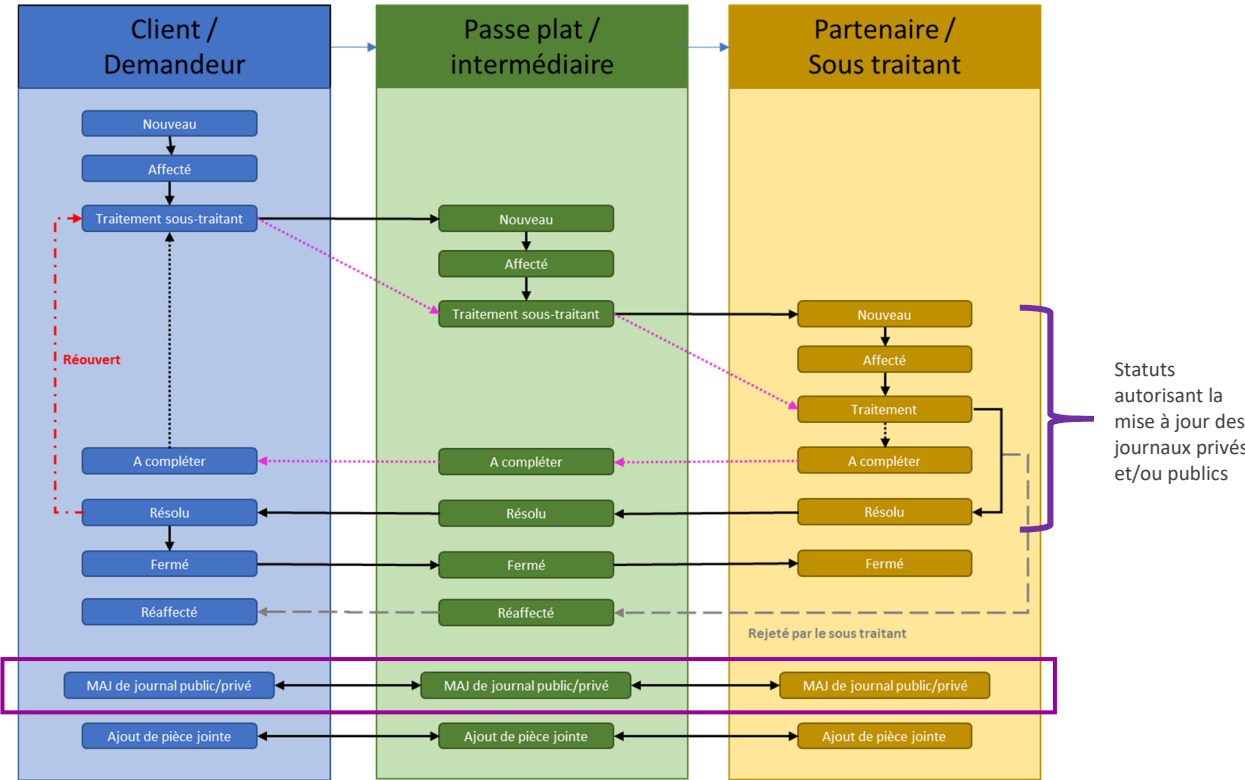 Client /
Demandeur
Passe plat /
intermédiaire
Partenaire /
Sous traitant
Nouveau
Affecté
Traitement sous-traitant
Nouveau
Affecté
Traitement sous-traitant
Nouveau
Réouvert
Affecté
Traitement
Statuts
autorisant la
mise à jour des
journaux privés
et/ou publics
A compléter
A compléter
A compléter
Résolu
Résolu
Résolu
Fermé
Fermé
Fermé
Réaffecté
Réaffecté
Rejeté par le sous traitant
MAJ de journal public/privé
MAJ de journal public/privé
MAJ de journal public/privé
Ajout de pièce jointe
Ajout de pièce jointe
Ajout de pièce jointe